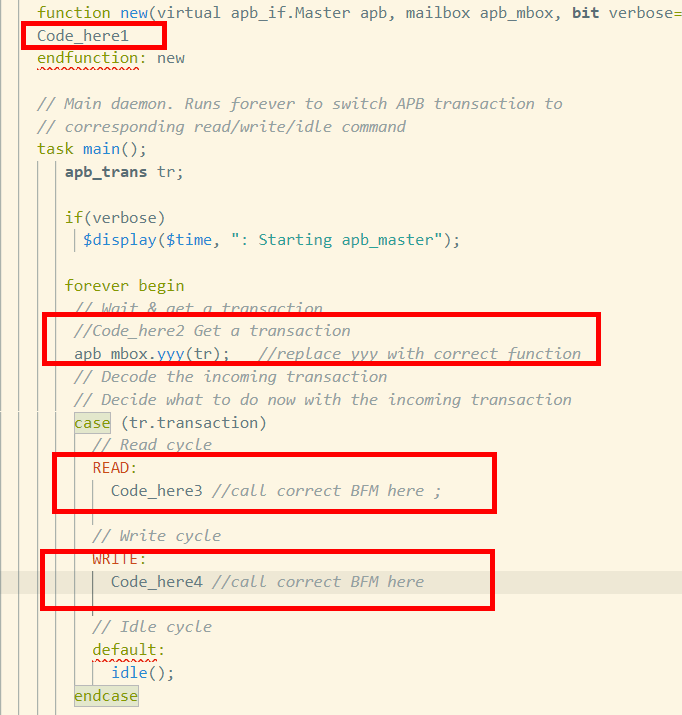 function new(virtual apb_if.Master apb, mailbox apb_mbox, bit verbose=
Code_here1
endfunction: new
// Main daemon. Runs forever to switch APB transaction to
// corresponding read/write/idle command
task main();
apb_trans tr;
if(verbose)
$display($time, ": Starting apb_master");
forever begin
// Wait & get a transaction
//Code_here2 Get a transaction
apb_mbox.yyy(tr); //replace yyy with correct function
// Decode the incoming transaction
// Decide what to do now with the incoming transaction
case (tr.transaction)
// Read cycle
READ:
Code_here3 //call correct BFM here ;
// Write cycle
WRITE:
Code_here4 //call correct BFM here
// Idle cycle
default:
idle();
endcase